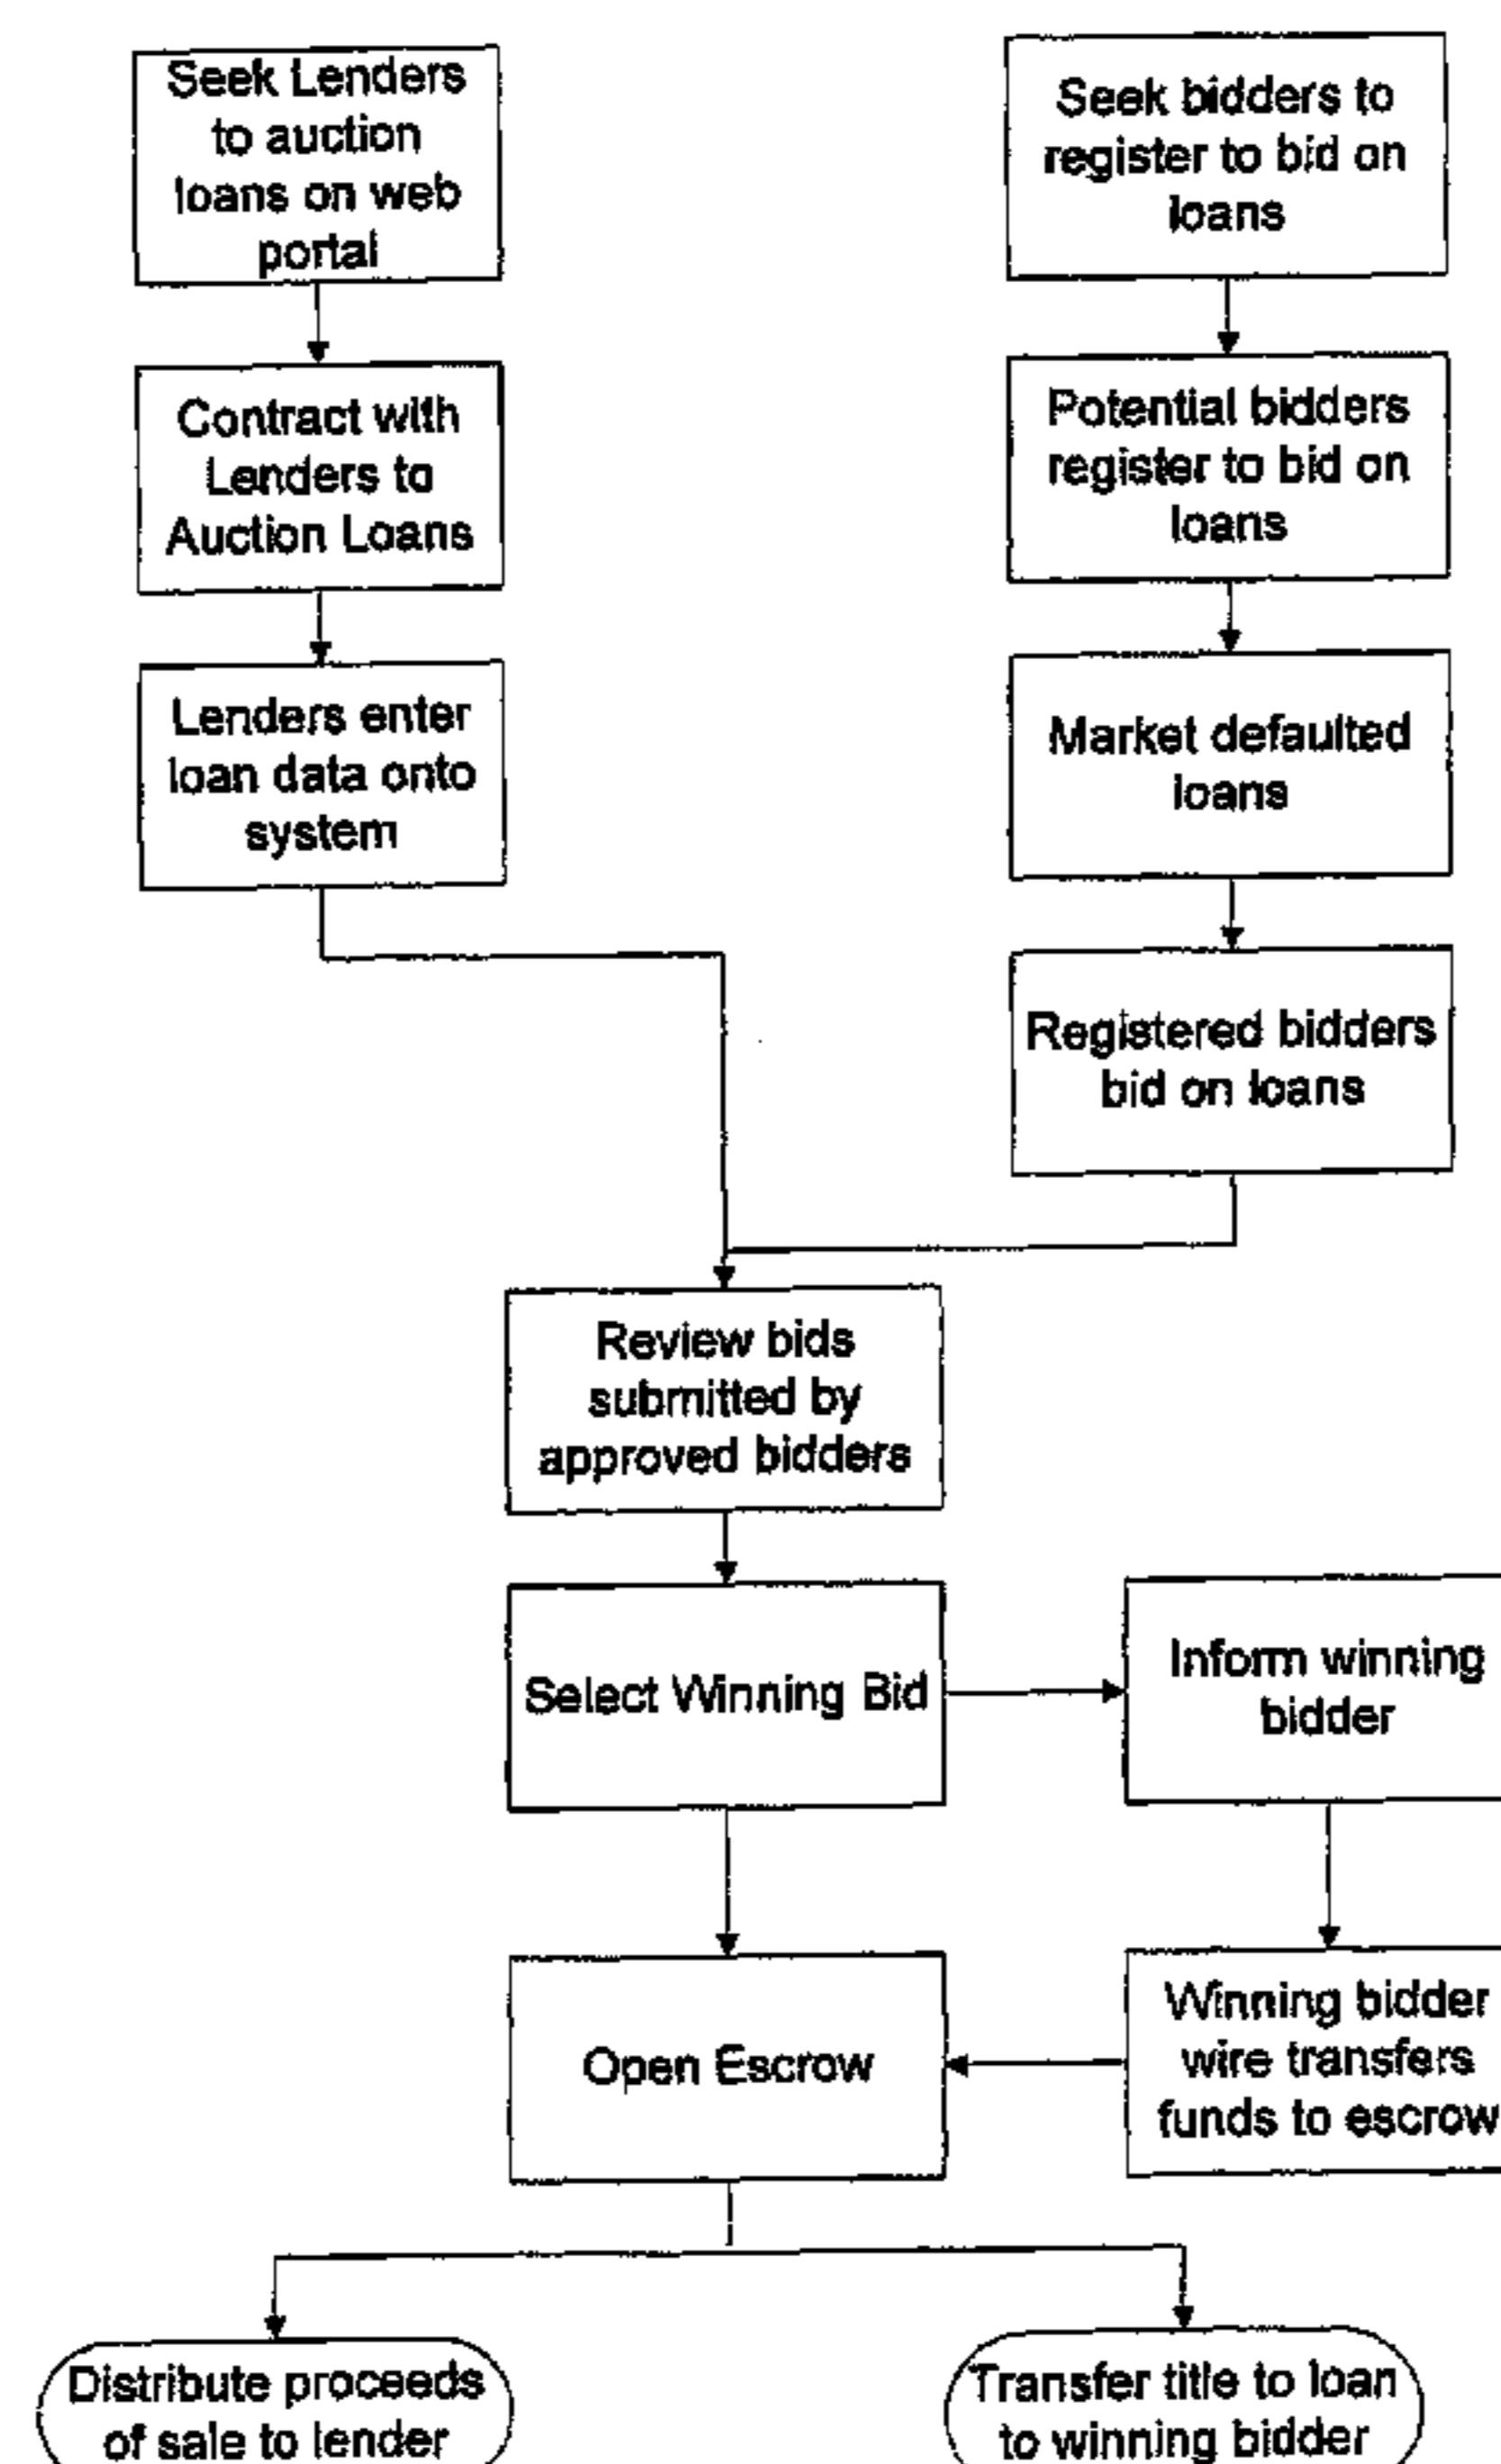 Seek Lenders
to auction
loans on web
portal
Contract with
Lenders to
Auction Loans
Lenders enter
loan data onto
system
Seek bidders to
register to bid on
loans
Potential bidders
register to bid on
loans
Market defaulted
loans
Registered bidders
bid on loans
Review bids
submitted by
approved bidders
Select Winning Bid
Inform winning
bidder
Winning bidder
wire transfers
funds to escrow
Open Escrow
Distribute proceeds
of sale to lender
Transfer title to loan
to winning bidder